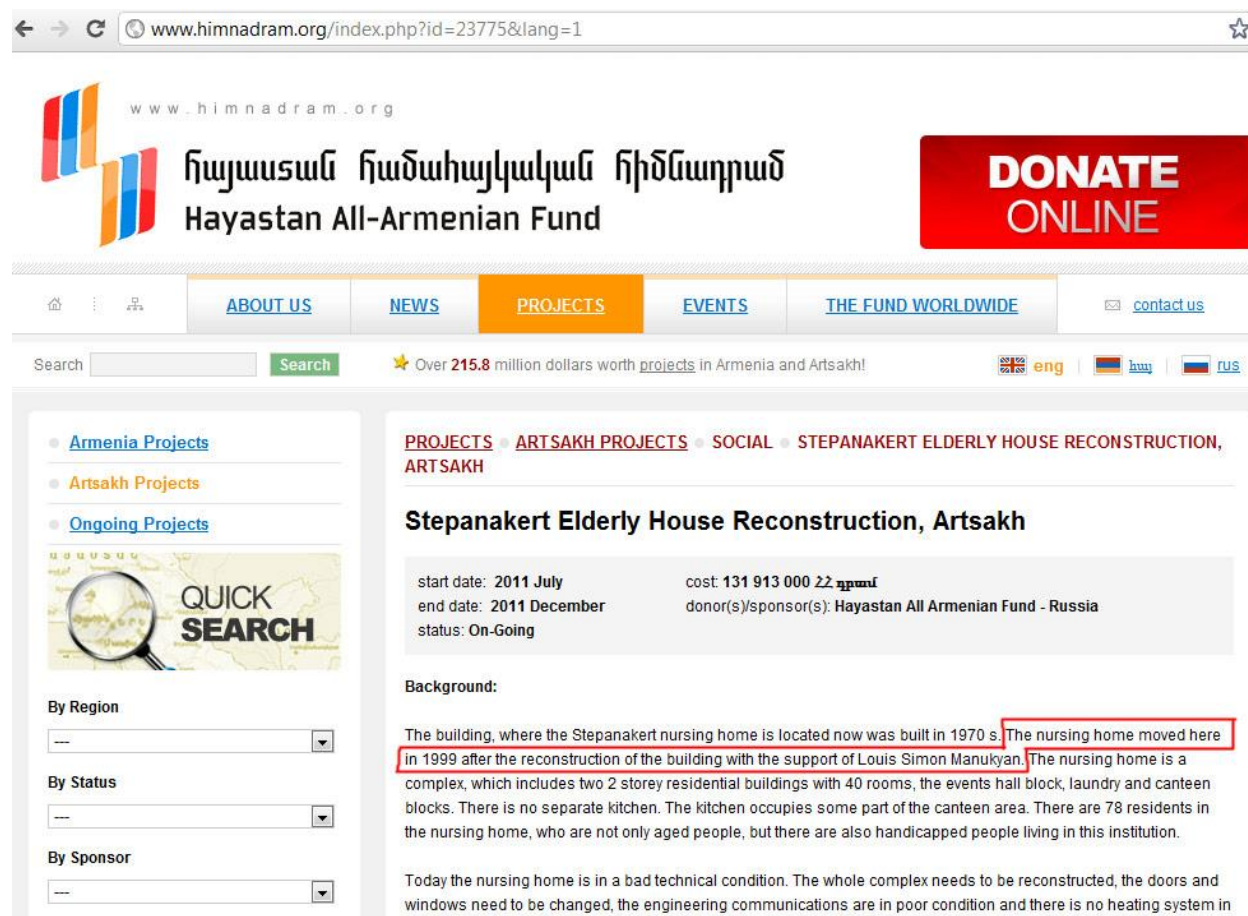 www.himnadram.org/index.php?id=23775&lang=1
www.himnadram.org
Հայաստան Համահայկական Հիմնադրամ
Hayastan All-Armenian Fund
DONATE
ONLINE
ABOUT US NEWS PROJECTS EVENTS THE FUND WORLDWIDE contact us
Search Search Over 215.8 million dollars worth projects in Armenia and Artsakh! eng հայ rus
Armenia Projects
Artsakh Projects
Ongoing Projects
QUICK
SEARCH
By Region
---
By Status
---
By Sponsor
---
PROJECTS ARTSAKH PROJECTS SOCIAL STEPANAKERT ELDERLY HOUSE RECONSTRUCTION,
ARTSAKH
Stepanakert Elderly House Reconstruction, Artsakh
start date: 2011 July cost: 131 913 000 ՀՀ դրամ
end date: 2011 December donor(s)/sponsor(s): Hayastan All Armenian Fund - Russia
status: On-Going
Background:
The building, where the Stepanakert nursing home is located now was built in 1970 s. The nursing home moved here
in 1999 after the reconstruction of the building with the support of Louis Simon Manukyan. The nursing home is a
complex, which includes two 2 storey residential buildings with 40 rooms, the events hall block, laundry and canteen
blocks. There is no separate kitchen. The kitchen occupies some part of the canteen area. There are 78 residents in
the nursing home, who are not only aged people, but there are also handicapped people living in this institution.
Today the nursing home is in a bad technical condition. The whole complex needs to be reconstructed, the doors and
windows need to be changed, the engineering communications are in poor condition and there is no heating system in